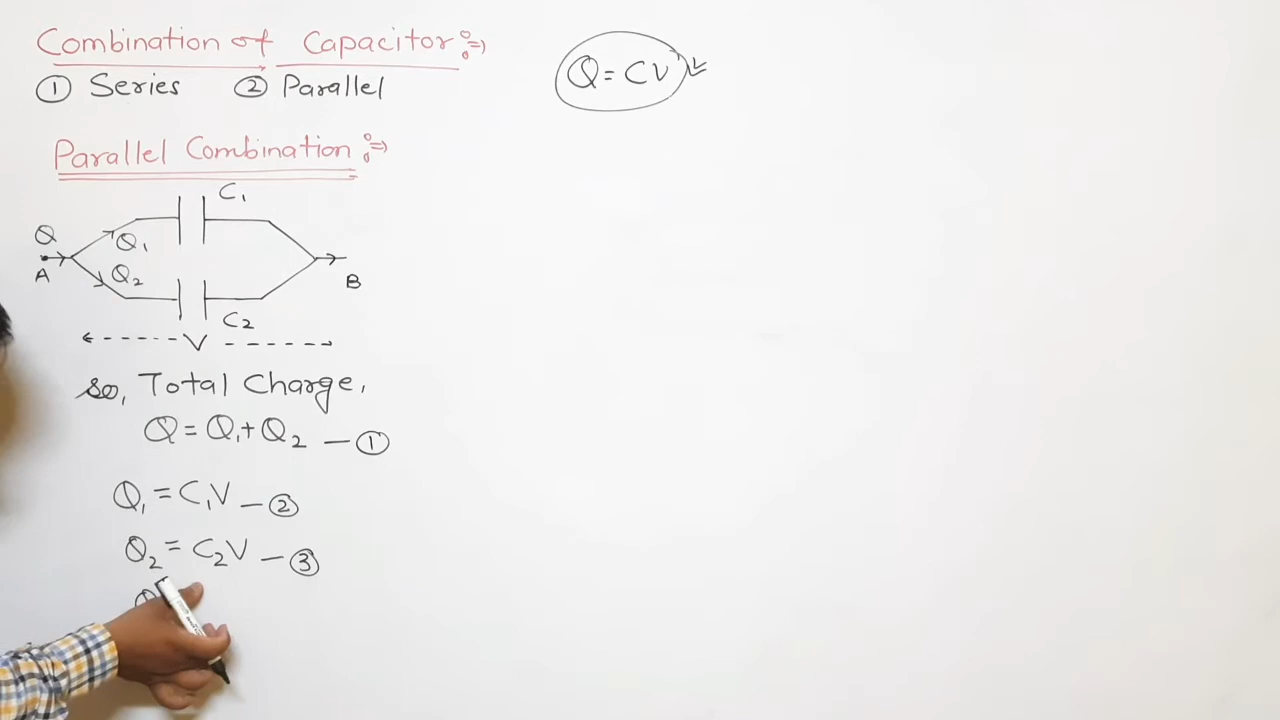 Combination of Capacitor :⇒
① Series ② Parallel
Q = CV
Parallel Combination :⇒
C₁
Q
Q₁
A
Q₂
B
C₂
V
so, Total Charge,
Q = Q₁ + Q₂ — ①
Q₁ = C₁V — ②
Q₂ = C₂V — ③